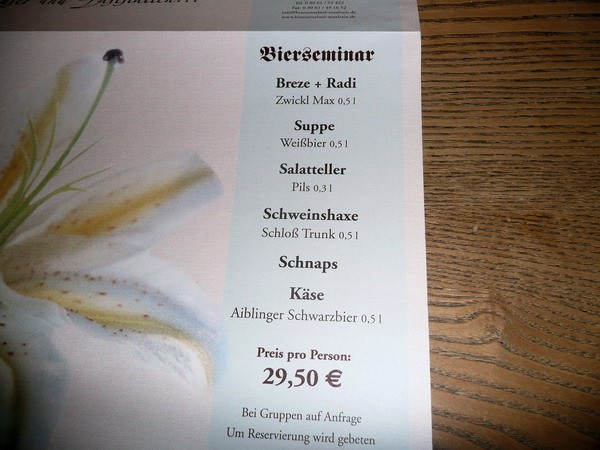 Bierseminar
Breze + Radi
Zwickl Max 0,5 l
Suppe
Weißbier 0,5 l
Salatteller
Pils 0,3 l
Schweinshaxe
Schloß Trunk 0,5 l
Schnaps
Käse
Aiblinger Schwarzbier 0,5 l
Preis pro Person:
29,50 €
Bei Gruppen auf Anfrage
Um Reservierung wird gebeten